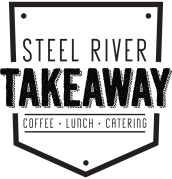 STEEL RIVER
TAKEAWAY
COFFEE · LUNCH · CATERING